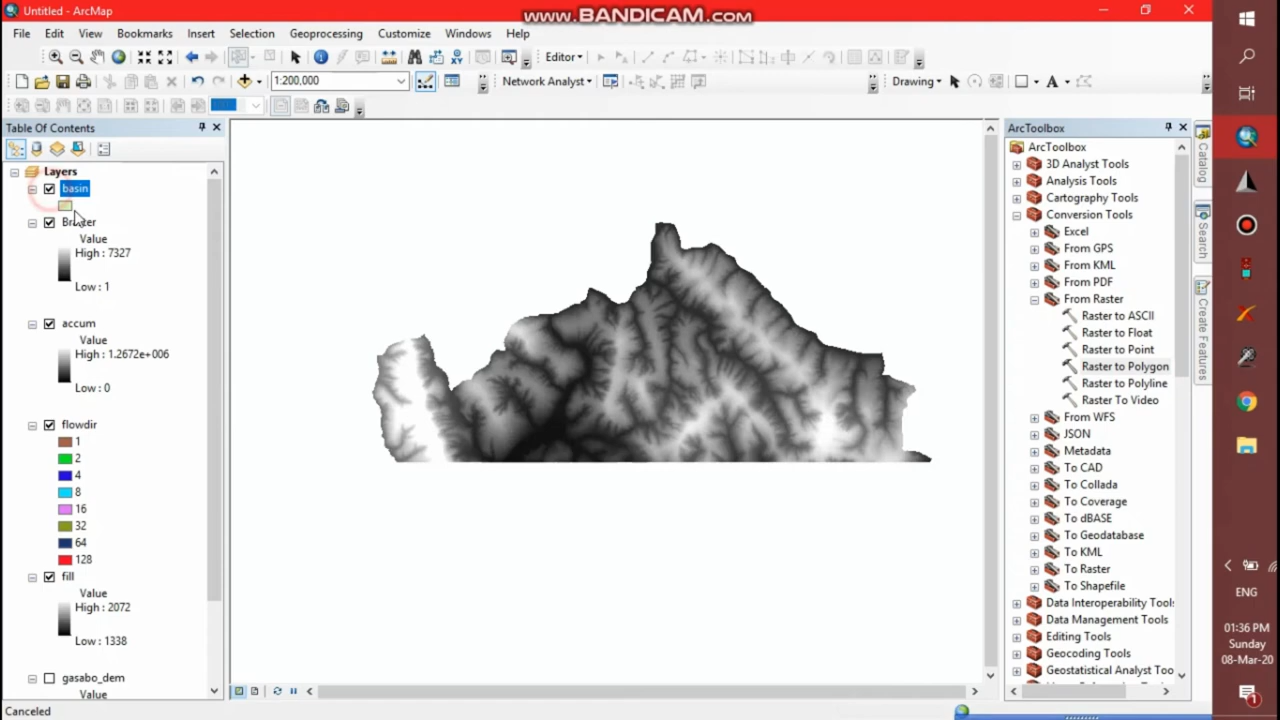 Untitled - ArcMap
www.BANDICAM.com
File Edit View Bookmarks Insert Selection Geoprocessing Customize Windows Help
Editor
1:200,000
Network Analyst
Drawing
A
Table Of Contents
Layers
basin
Value
High : 7327
Low : 1
accum
Value
High : 1.2672e+006
Low : 0
flowdir
1
2
4
8
16
32
64
128
fill
Value
High : 2072
Low : 1338
gasabo_dem
Value
ArcToolbox
ArcToolbox
3D Analyst Tools
Analysis Tools
Cartography Tools
Conversion Tools
Excel
From GPS
From KML
From PDF
From Raster
Raster to ASCII
Raster to Float
Raster to Point
Raster to Polygon
Raster to Polyline
Raster To Video
From WFS
JSON
Metadata
To CAD
To Collada
To Coverage
To dBASE
To Geodatabase
To KML
To Raster
To Shapefile
Data Interoperability Tools
Data Management Tools
Editing Tools
Geocoding Tools
Geostatistical Analyst Too
Catalog
Search
Create Features
ENG
01:36 PM
Sunday
08-Mar-20
1
Canceled